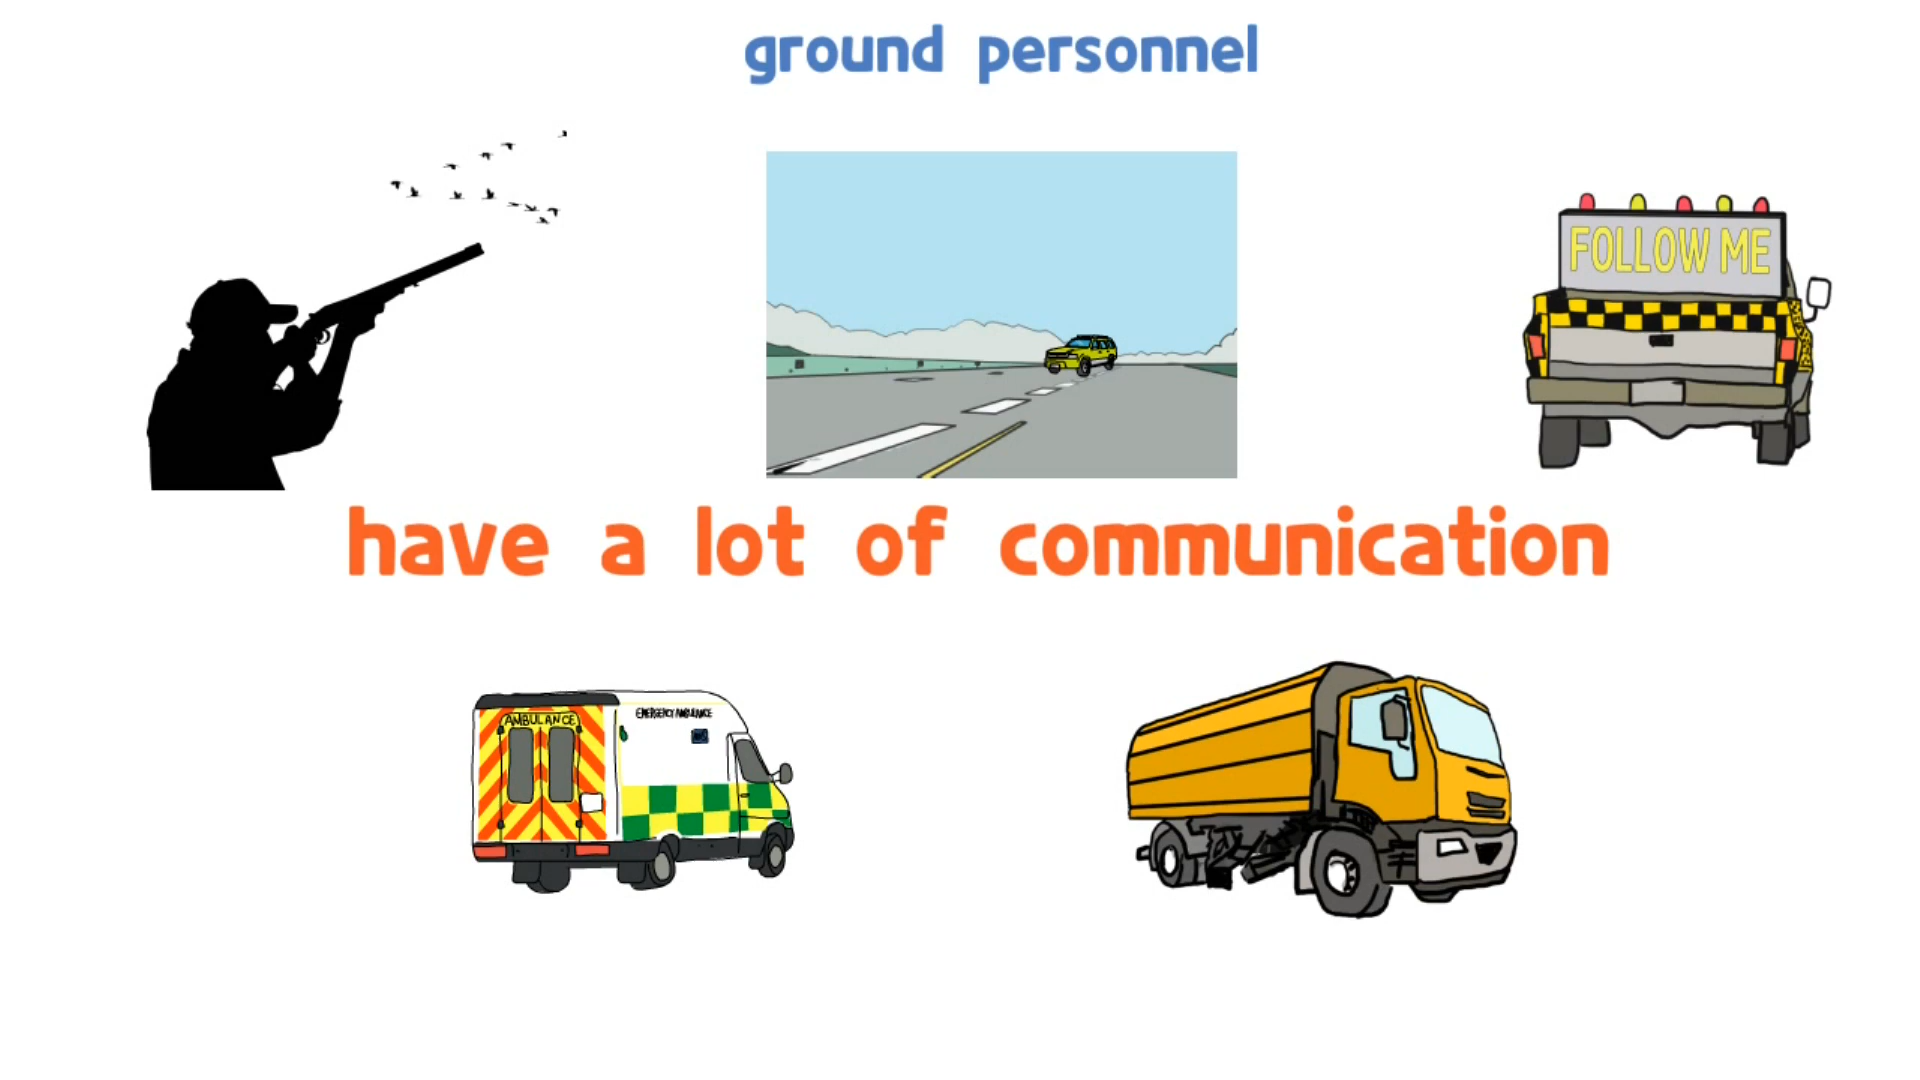 ground personnel
FOLLOW ME
have a lot of communication
AMBULANCE
EMERGENCY AMBULANCE